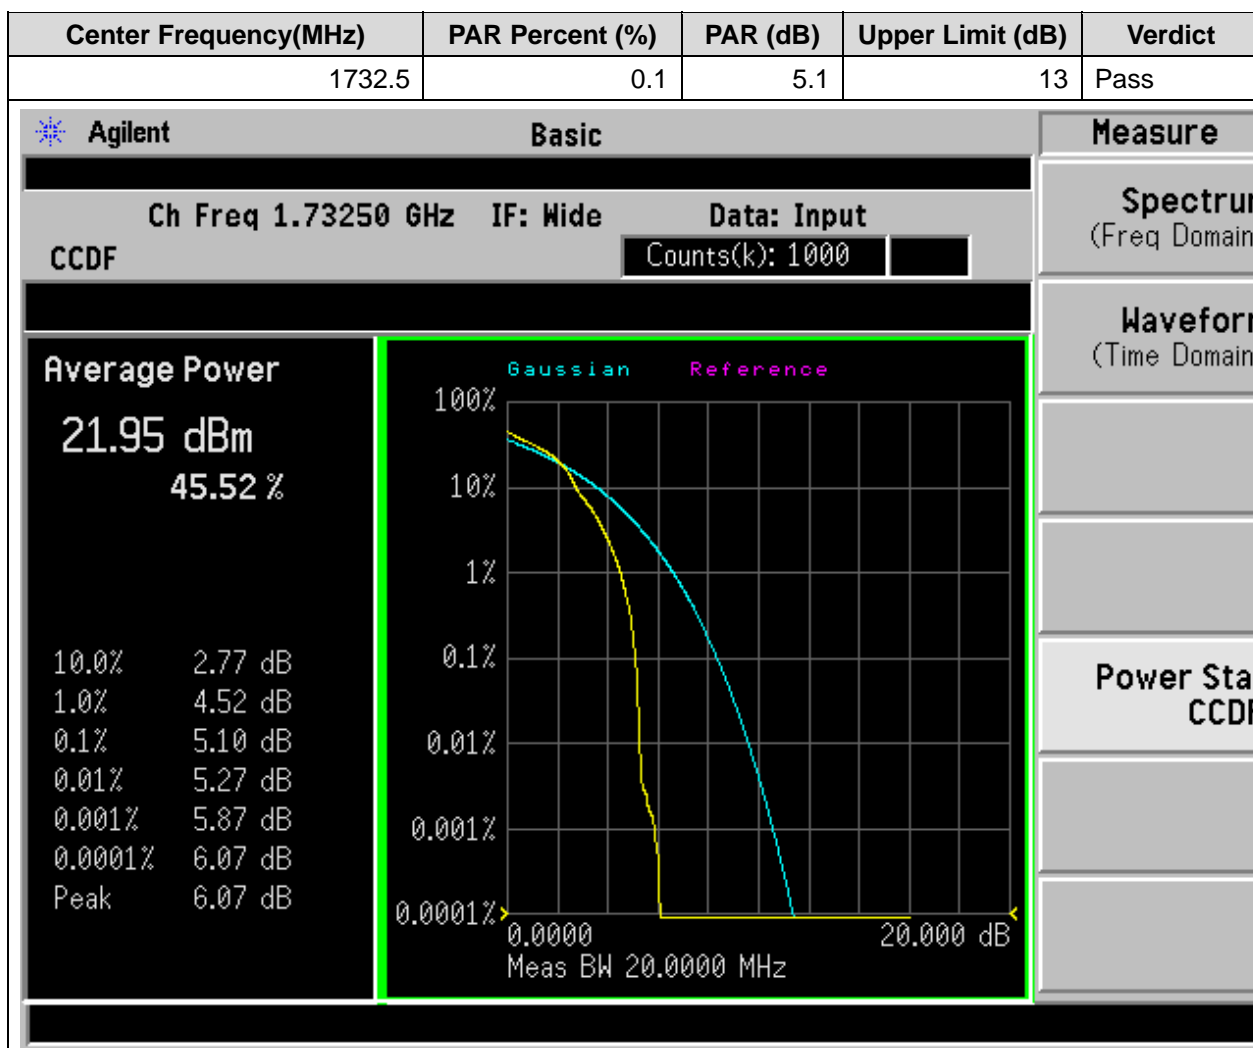 Center Frequency(MHz) PAR Percent (%) PAR (dB) Upper Limit (dB) Verdict
1732.5 0.1 5.1 13 Pass
Agilent Basic Measure
Ch Freq 1.73250 GHz IF: Wide Data: Input
CCDF Counts(k): 1000
Average Power
21.95 dBm
45.52 %
10.0% 2.77 dB
1.0% 4.52 dB
0.1% 5.10 dB
0.01% 5.27 dB
0.001% 5.87 dB
0.0001% 6.07 dB
Peak 6.07 dB
Gaussian Reference
100%
10%
1%
0.1%
0.01%
0.001%
0.0001%
0.0000 20.000 dB
Meas BW 20.0000 MHz
(Freq Domain
(Time Domain
Power